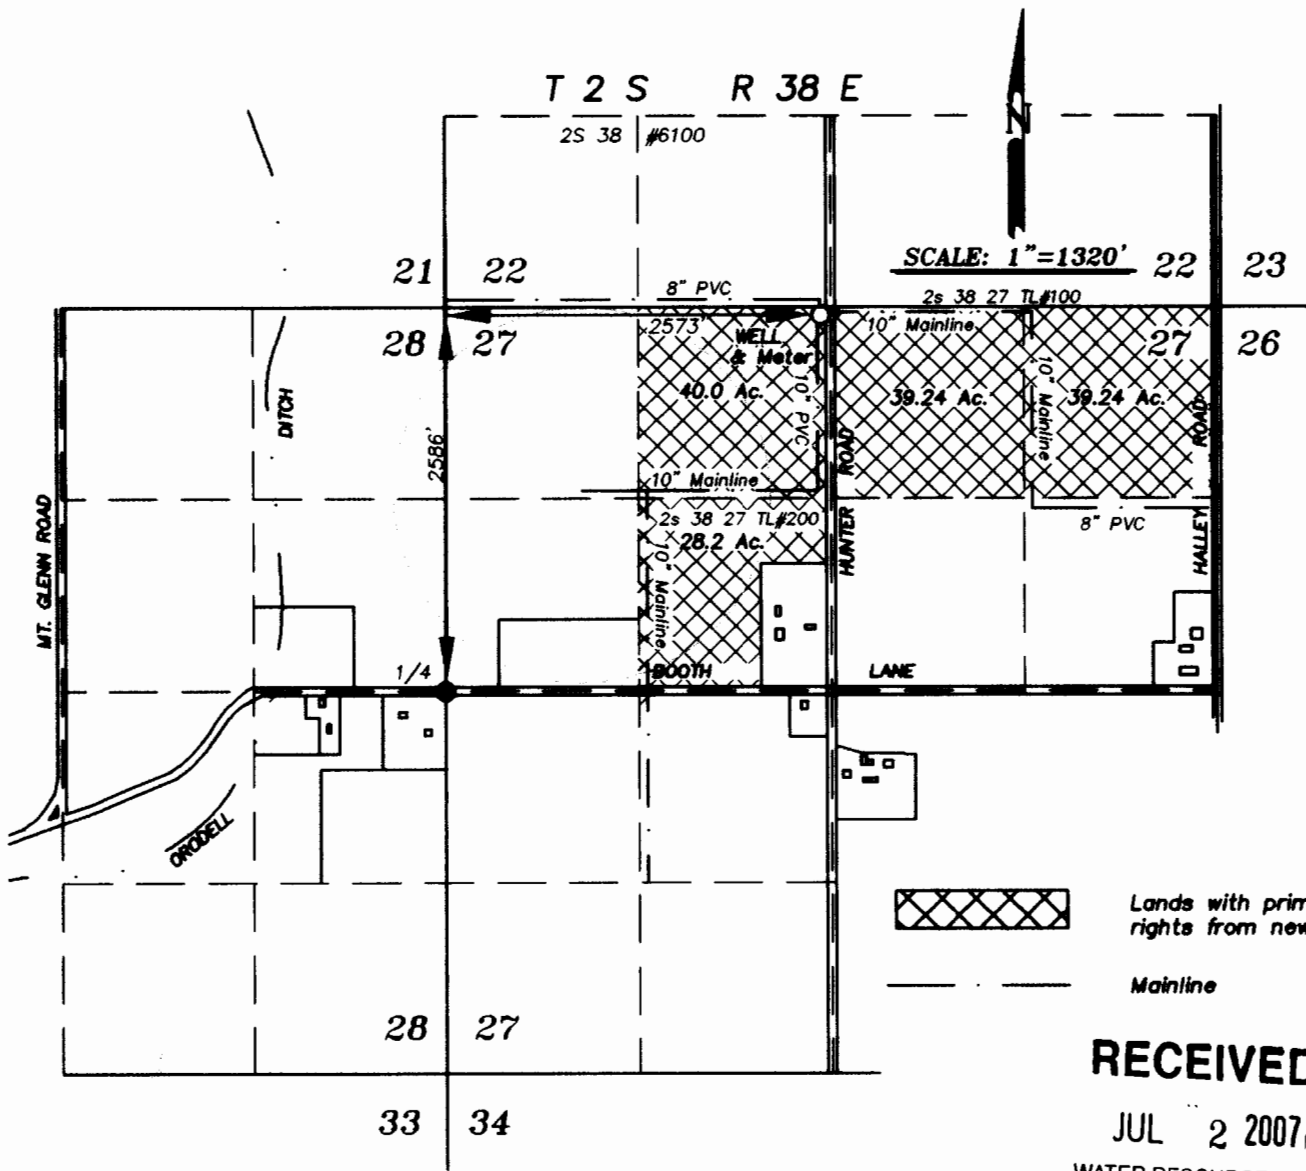 T 2 S R 38 E
2S 38 #6100
N
SCALE: 1"=1320'
21 22
22 23
8" PVC
2s 38 27 TL#100
28 27
2573'
WELL
& Meter
10" Mainline
27 26
40.0 Ac.
10" PVC
39.24 Ac.
10" Mainline
39.24 Ac.
DITCH
2586'
10" Mainline
HUNTER ROAD
HALLEY ROAD
8" PVC
MT. GLENN ROAD
2s 38 27 TL#200
28.2 Ac.
10" Mainline
1/4
BOOTH LANE
ORODELL
Lands with prim
rights from new
Mainline
28 27
RECEIVED
33 34
JUL 2 2007